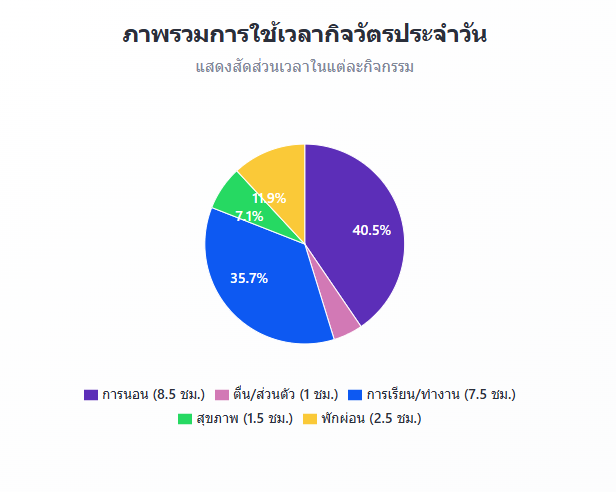 ภาพรวมการใช้เวลากิจวัตรประจำวัน
แสดงสัดส่วนเวลาในแต่ละกิจกรรม
11.9%
7.1%
40.5%
35.7%
การนอน (8.5 ชม.) ตื่น/ส่วนตัว (1 ชม.) การเรียน/ทำงาน (7.5 ชม.)
สุขภาพ (1.5 ชม.) พักผ่อน (2.5 ชม.)